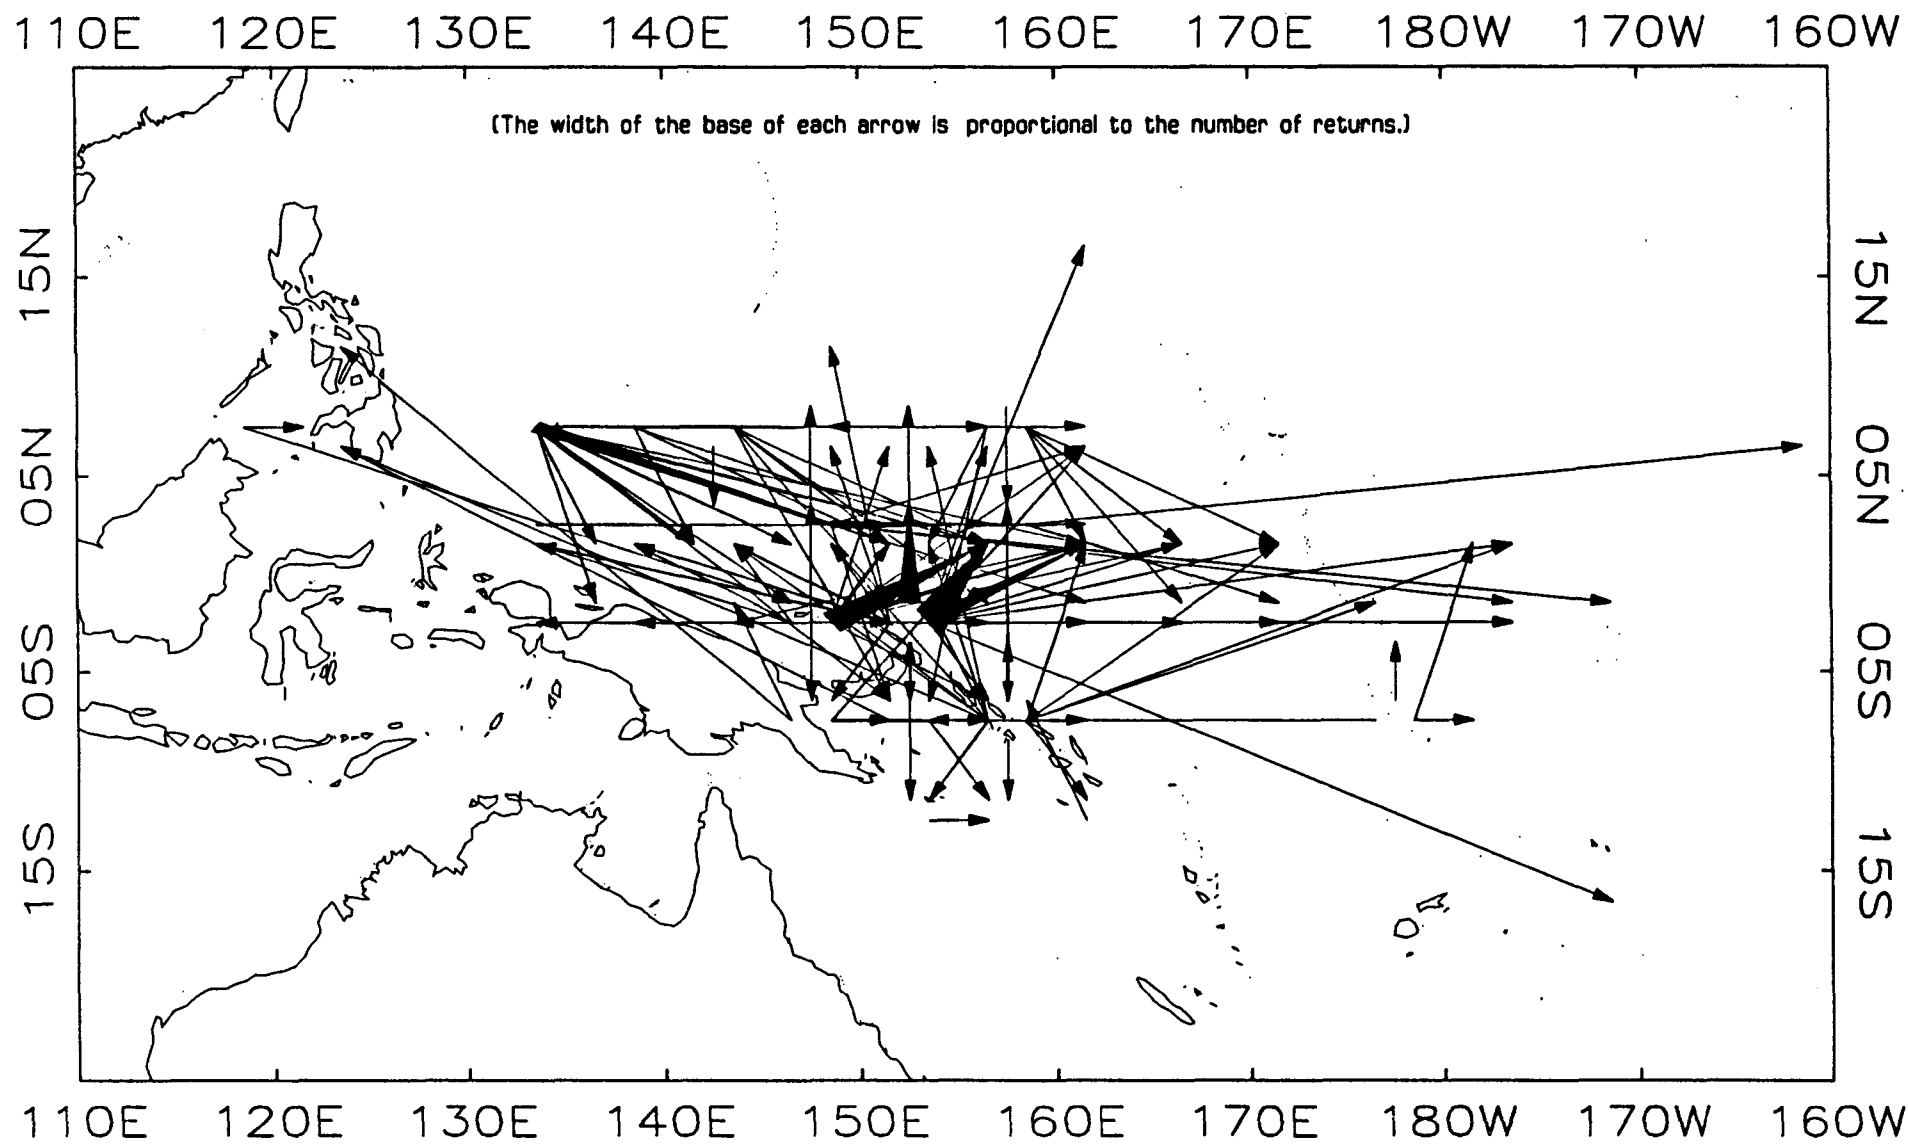 110E 120E 130E 140E 150E 160E 170E 180W 170W 160W
(The width of the base of each arrow is proportional to the number of returns.)
15N
05N
05S
15S
15N
05N
05S
15S
110E 120E 130E 140E 150E 160E 170E 180W 170W 160W